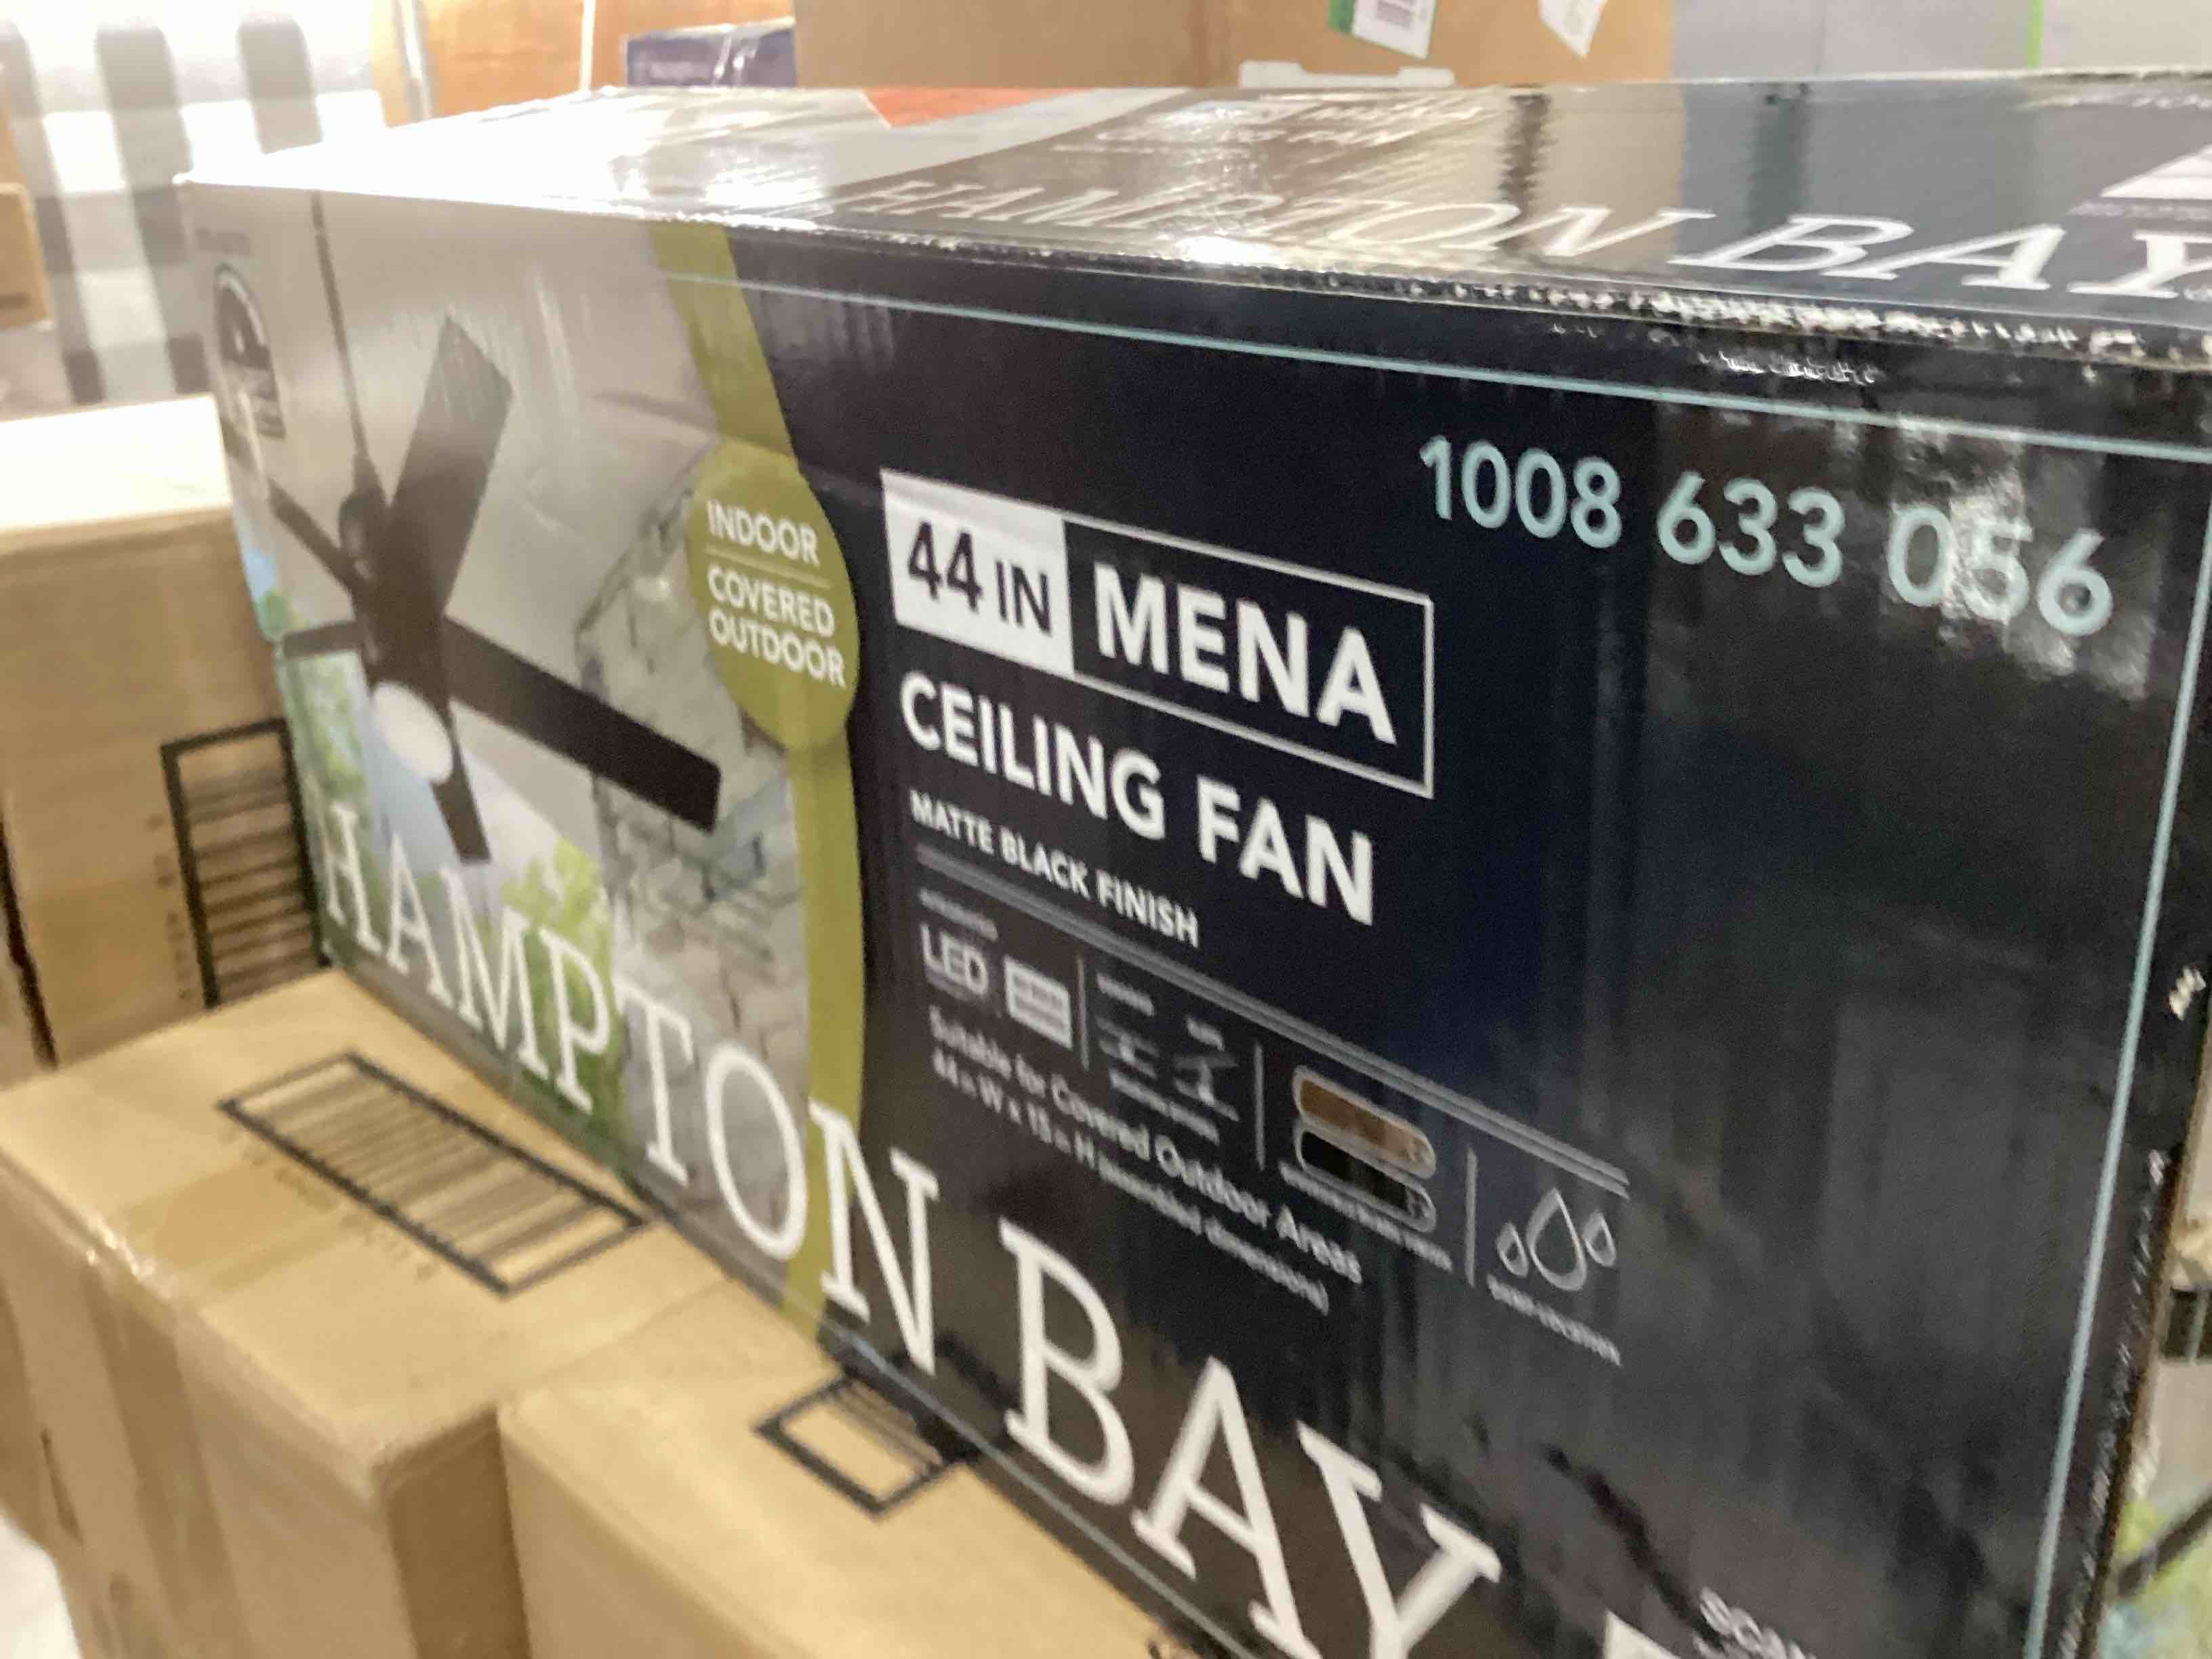 HAMPTON BAY
1008 633 056
INDOOR
COVERED
OUTDOOR
44 IN MENA
CEILING FAN
MATTE BLACK FINISH
LED
Suitable for Covered Outdoor Areas
HAMPTON BAY